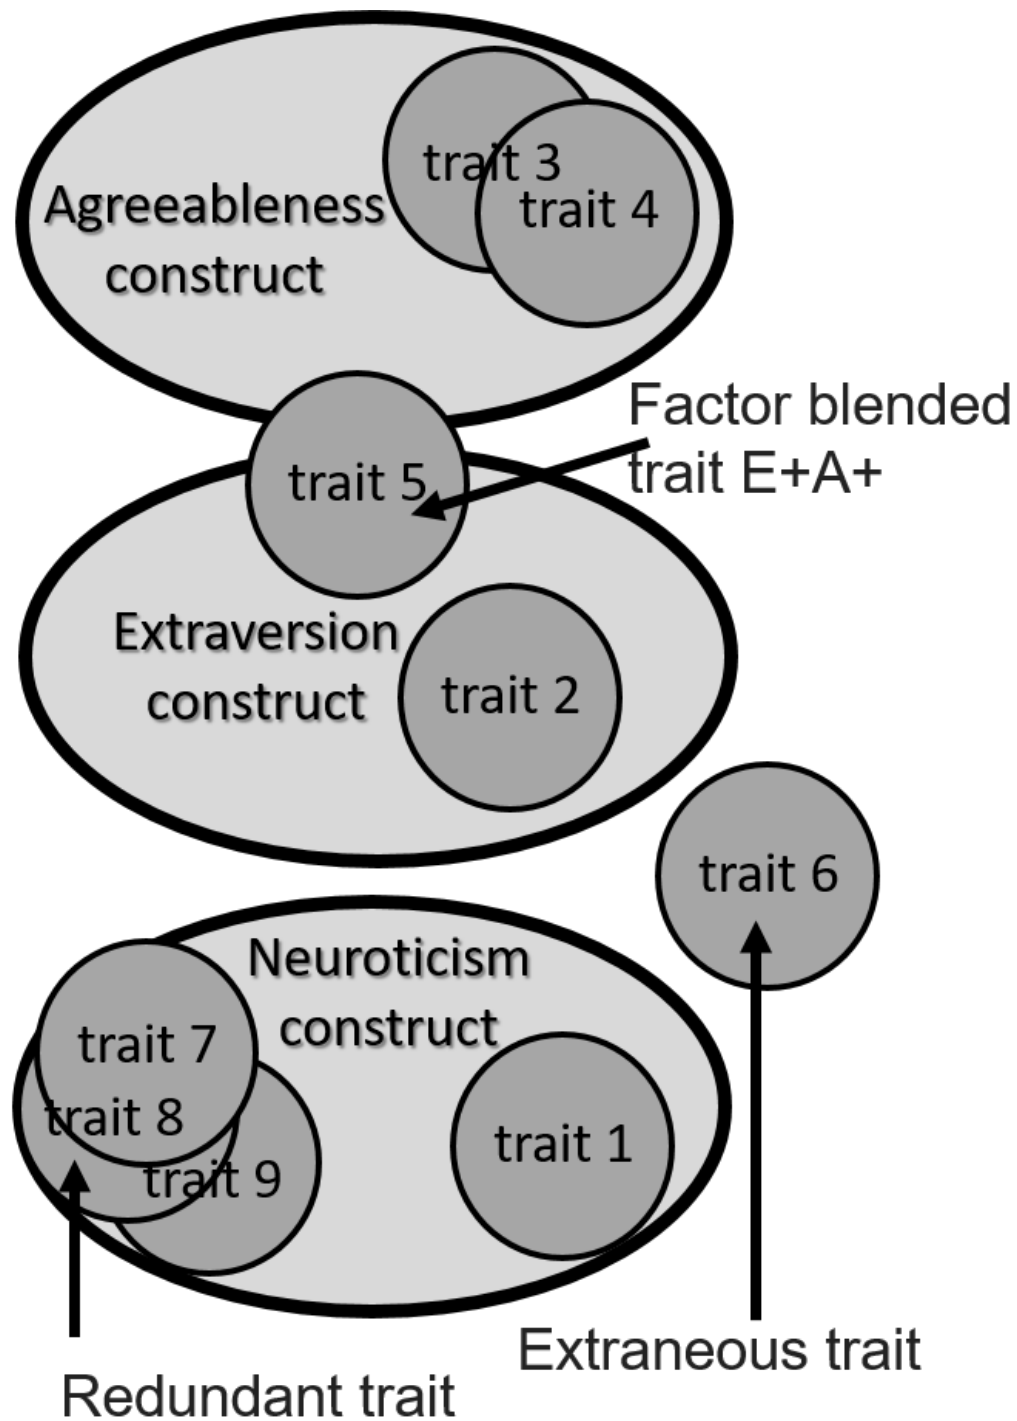 trait 3
trait 4
Agreeableness
construct
Factor blended
trait E+A+
trait 5
Extraversion
construct
trait 2
trait 6
Neuroticism
construct
trait 7
trait 8
trait 9
trait 1
Extraneous trait
Redundant trait